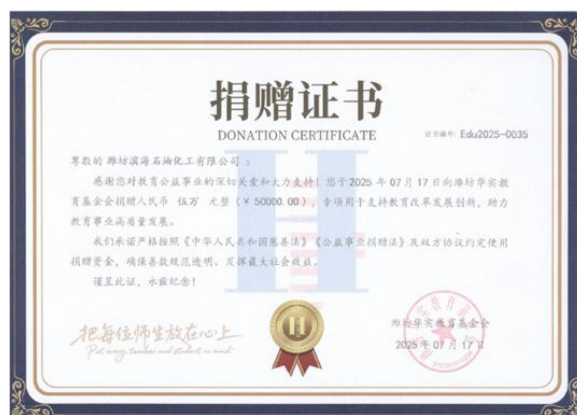 捐赠证书
DONATION CERTIFICATE
证书编号: Edu2025-0035
尊敬的 潍坊滨海石油化工有限公司 :
感谢您对教育公益事业的深切关爱和大力支持! 您于 2025 年 07 月 17 日向潍坊华实教
育基金会捐赠人民币 伍万 元整 (¥ 50000.00), 专项用于支持教育改革发展创新, 助力
教育事业高质量发展。
我们承诺严格按照《中华人民共和国慈善法》《公益事业捐赠法》及双方协议约定使用
捐赠资金, 确保善款规范透明、发挥最大社会效益。
谨呈此证, 永兹纪念!
把每位师生放在心上
Put every teacher and student in mind
H
潍坊华实教育基金会
2025 年 07 月 17 日